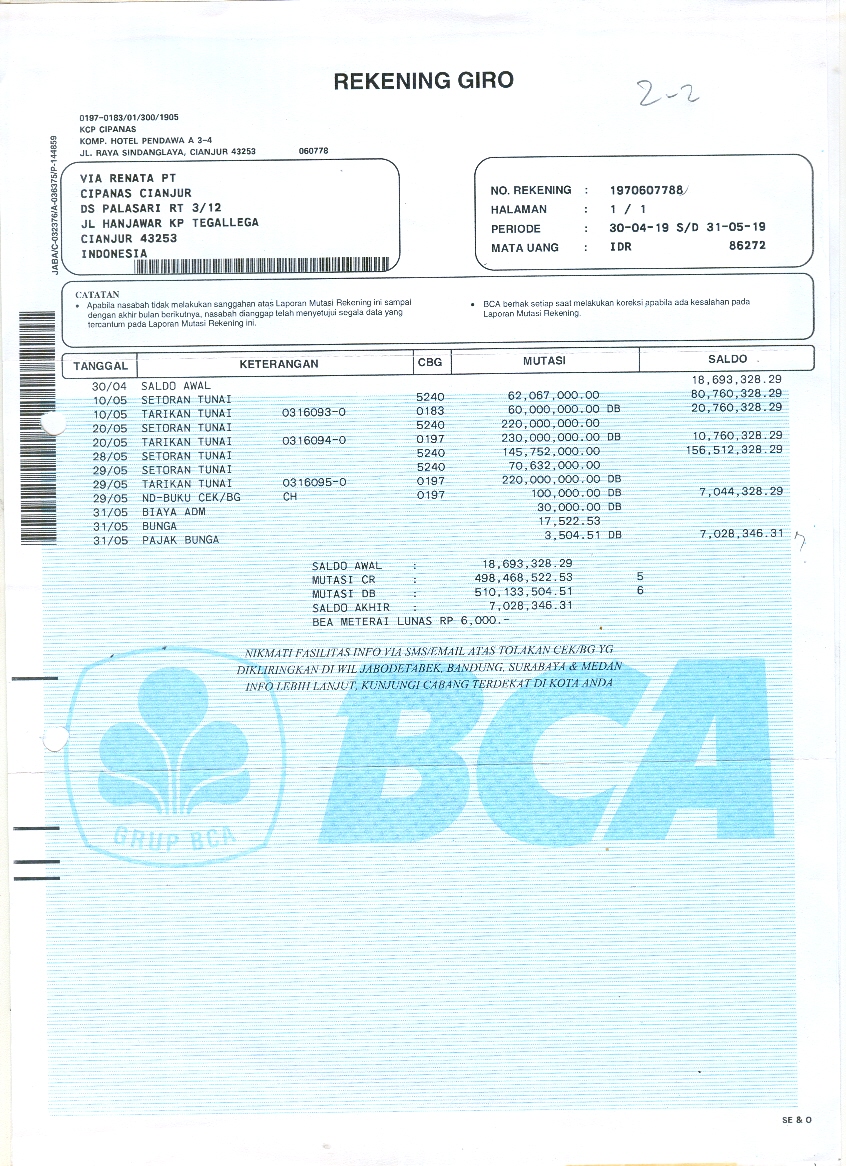 REKENING GIRO
2-2
0197-0183/01/300/1905
KCP CIPANAS
KOMP. HOTEL PENDAWA A 3-4
JL. RAYA SINDANGLAYA, CIANJUR 43253 060778
JABA/C-032376/A-036375/P-144859
VIA RENATA PT
CIPANAS CIANJUR
DS PALASARI RT 3/12
JL HANJAWAR KP TEGALLEGA
CIANJUR 43253
INDONESIA
NO. REKENING : 1970607788
HALAMAN : 1 / 1
PERIODE : 30-04-19 S/D 31-05-19
MATA UANG : IDR 86272
CATATAN
• Apabila nasabah tidak melakukan sanggahan atas Laporan Mutasi Rekening ini sampai
dengan akhir bulan berikutnya, nasabah dianggap telah menyetujui segala data yang
tercantum pada Laporan Mutasi Rekening ini.
• BCA berhak setiap saat melakukan koreksi apabila ada kesalahan pada
Laporan Mutasi Rekening.
TANGGAL KETERANGAN CBG MUTASI SALDO
30/04 SALDO AWAL 18,693,328.29
10/05 SETORAN TUNAI 5240 62,067,000.00 80,760,328.29
10/05 TARIKAN TUNAI 0316093-0 0183 60,000,000.00 DB 20,760,328.29
20/05 SETORAN TUNAI 5240 220,000,000.00
20/05 TARIKAN TUNAI 0316094-0 0197 230,000,000.00 DB 10,760,328.29
28/05 SETORAN TUNAI 5240 145,752,000.00 156,512,328.29
29/05 SETORAN TUNAI 5240 70,632,000.00
29/05 TARIKAN TUNAI 0316095-0 0197 220,000,000.00 DB
29/05 ND-BUKU CEK/BG CH 0197 100,000.00 DB 7,044,328.29
31/05 BIAYA ADM 30,000.00 DB
31/05 BUNGA 17,522.53
31/05 PAJAK BUNGA 3,504.51 DB 7,028,346.31
SALDO AWAL : 18,693,328.29
MUTASI CR : 498,468,522.53 5
MUTASI DB : 510,133,504.51 6
SALDO AKHIR : 7,028,346.31
BEA METERAI LUNAS RP 6,000.-
NIKMATI FASILITAS INFO VIA SMS/EMAIL ATAS TOLAKAN CEK/BG YG
DIKLIRINGKAN DI WIL JABODETABEK, BANDUNG, SURABAYA & MEDAN
INFO LEBIH LANJUT, KUNJUNGI CABANG TERDEKAT DI KOTA ANDA
BCA
GRUP BCA
SE & O